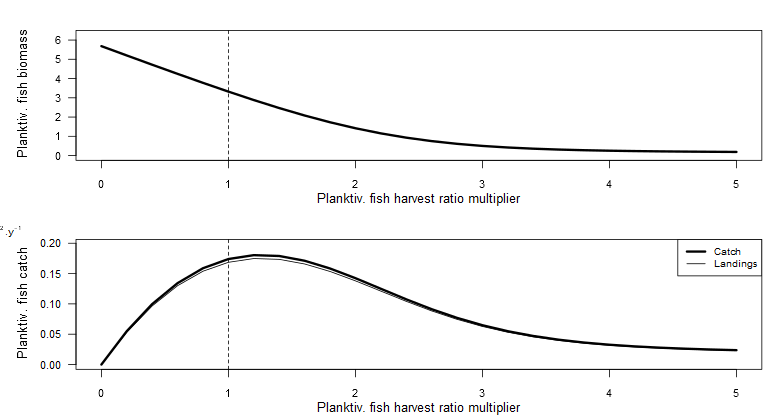 Planktiv. fish biomass
6
5
4
3
2
1
0
0 1 2 3 4 5
Planktiv. fish harvest ratio multiplier
² .y⁻¹
Planktiv. fish catch
0.20
0.15
0.10
0.05
0.00
Catch
Landings
0 1 2 3 4 5
Planktiv. fish harvest ratio multiplier